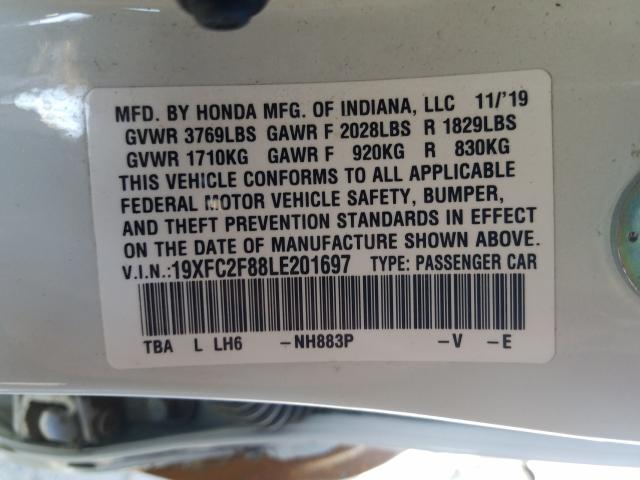 MFD. BY HONDA MFG. OF INDIANA, LLC 11/'19
GVWR 3769LBS GAWR F 2028LBS R 1829LBS
GVWR 1710KG GAWR F 920KG R 830KG
THIS VEHICLE CONFORMS TO ALL APPLICABLE
FEDERAL MOTOR VEHICLE SAFETY, BUMPER,
AND THEFT PREVENTION STANDARDS IN EFFECT
ON THE DATE OF MANUFACTURE SHOWN ABOVE.
V.I.N.:19XFC2F88LE201697 TYPE: PASSENGER CAR
TBA L LH6 -NH883P -V -E